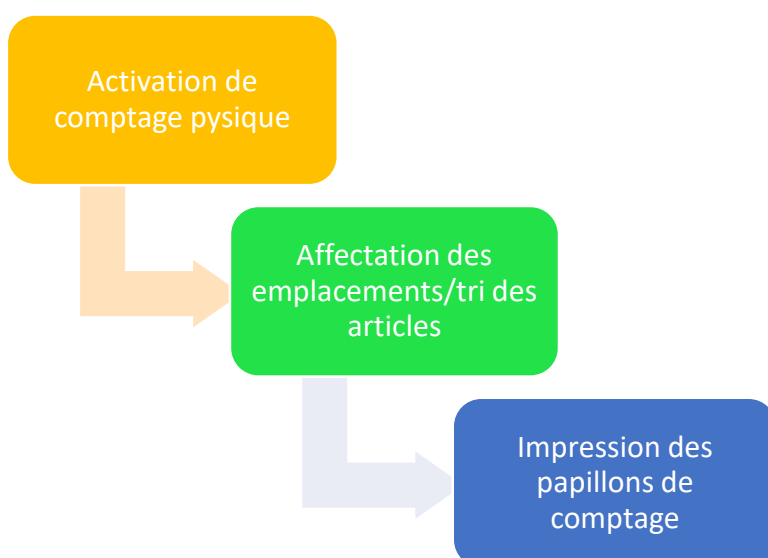 Activation de
comptage pysique
Affectation des
emplacements/tri des
articles
Impression des
papillons de
comptage